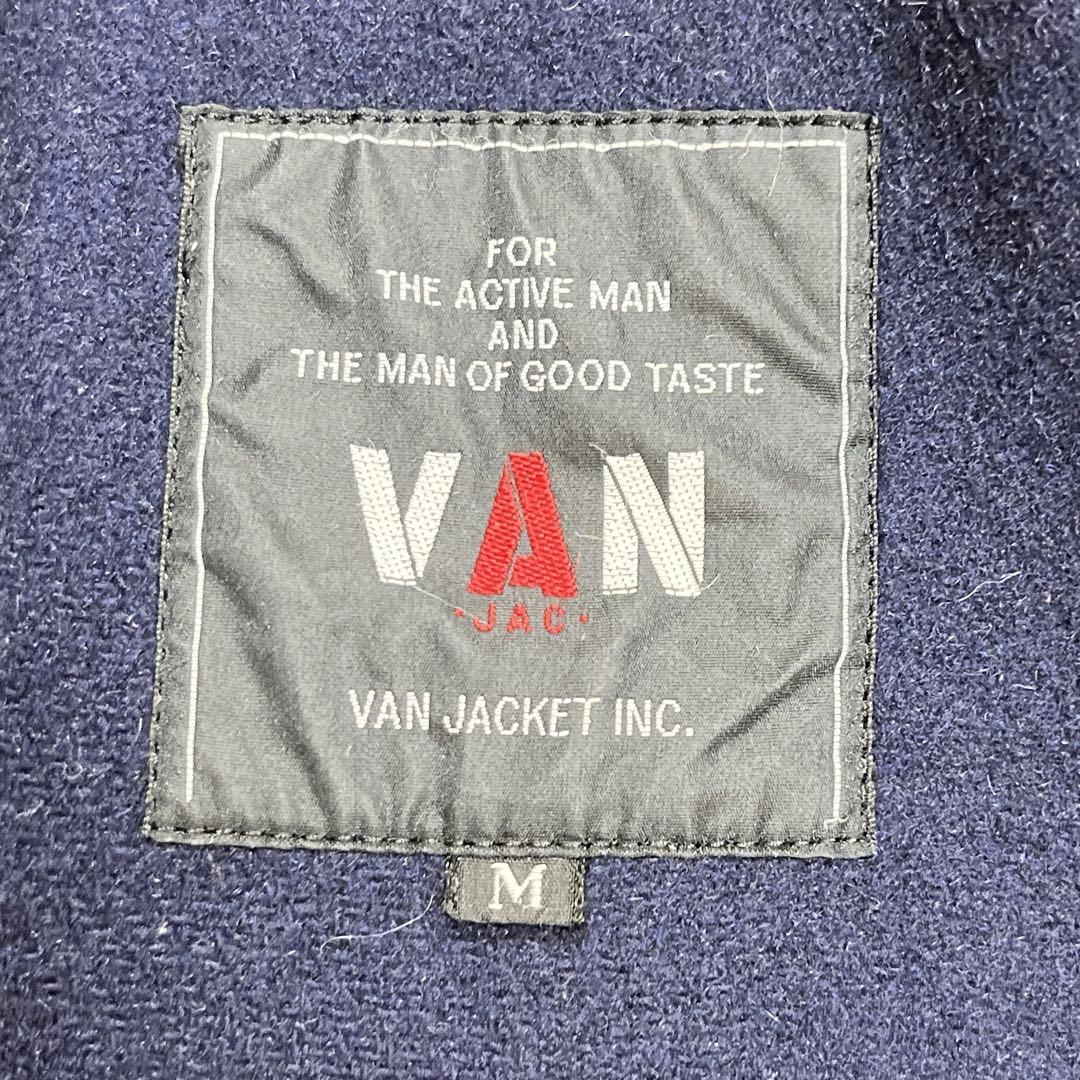 FOR
THE ACTIVE MAN
AND
THE MAN OF GOOD TASTE
VAN
·JAC·
VAN JACKET INC.
M